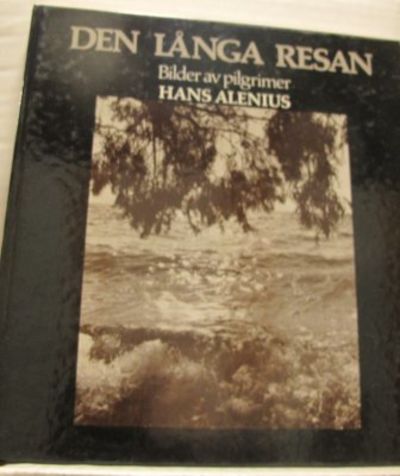 DEN LÅNGA RESAN
Bilder av pilgrimer
HANS ALENIUS